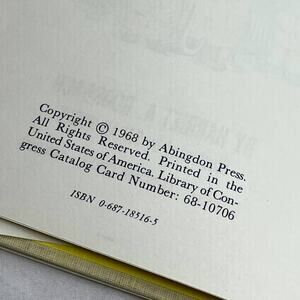 Copyright © 1968 by Abingdon Press.
All Rights Reserved. Printed in the
United States of America. Library of Con-
gress Catalog Card Number: 68-10706
ISBN 0-687-18516-5